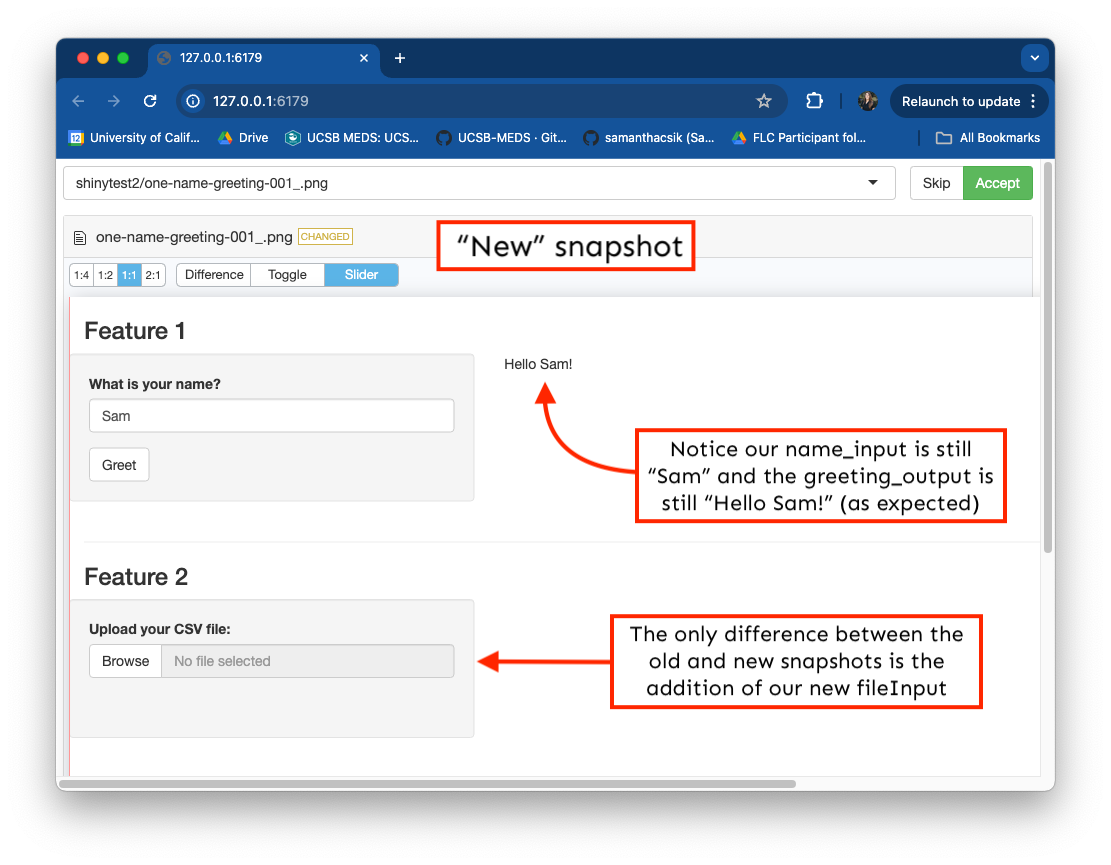 127.0.0.1:6179
127.0.0.1:6179
Relaunch to update
12
University of Calif...
Drive
UCSB MEDS: UCS...
UCSB-MEDS · Git...
samanthacsik (Sa...
FLC Participant fol...
All Bookmarks
shinytest2/one-name-greeting-001_.png
Skip
Accept
one-name-greeting-001_.png CHANGED
“New” snapshot
1:4 1:2 1:1 2:1 Difference Toggle Slider
Feature 1
Hello Sam!
What is your name?
Sam
Greet
Notice our name_input is still
“Sam” and the greeting_output is
still “Hello Sam!” (as expected)
Feature 2
Upload your CSV file:
Browse No file selected
The only difference between the
old and new snapshots is the
addition of our new fileInput